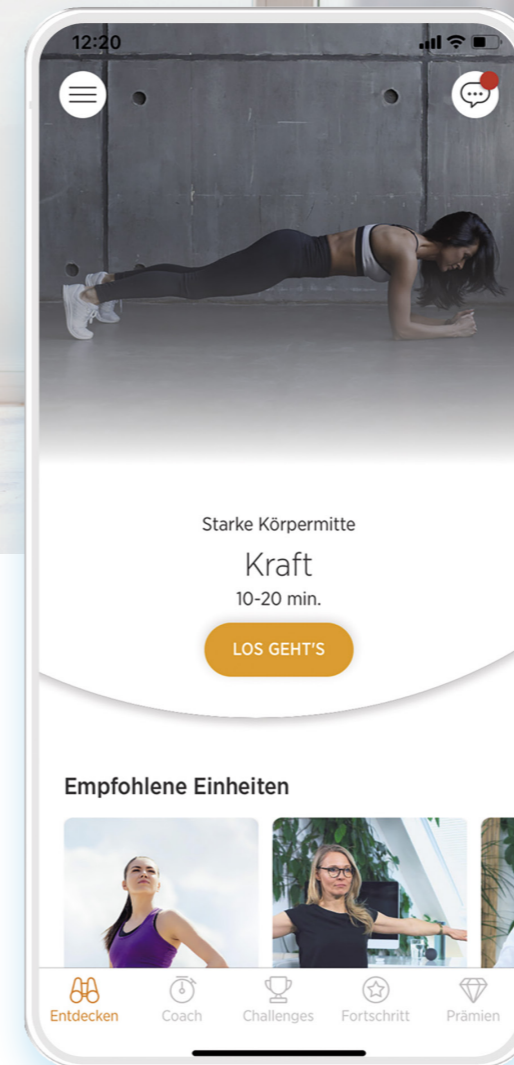 12:20
Starke Körpermitte
Kraft
10-20 min.
LOS GEHT'S
Empfohlene Einheiten
Entdecken
Coach
Challenges
Fortschritt
Prämien